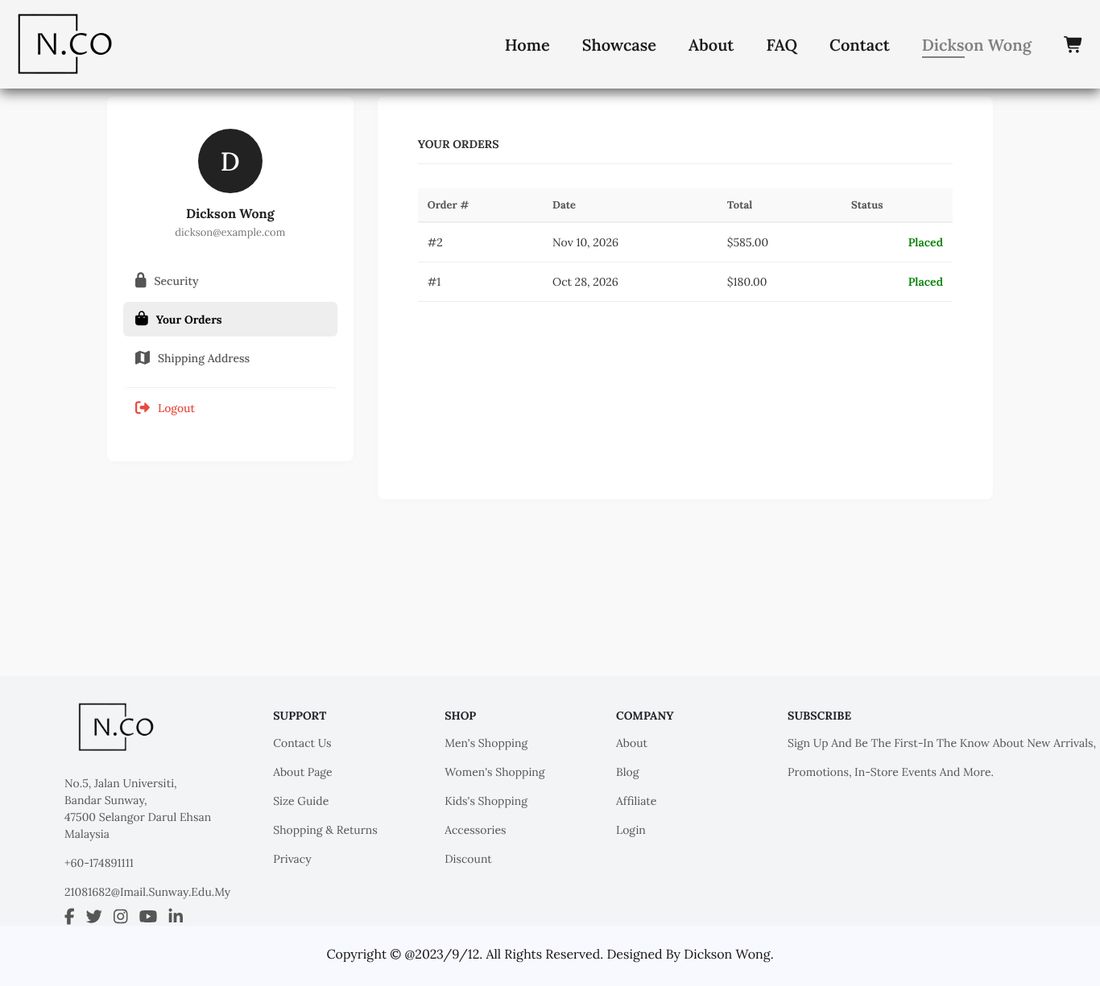 N.CO
Home Showcase About FAQ Contact Dickson Wong
D
Dickson Wong
dickson@example.com
Security
Your Orders
Shipping Address
Logout
YOUR ORDERS
Order # Date Total Status
#2 Nov 10, 2026 $585.00 Placed
#1 Oct 28, 2026 $180.00 Placed
N.CO
No.5, Jalan Universiti,
Bandar Sunway,
47500 Selangor Darul Ehsan
Malaysia
+60-174891111
21081682@Imail.Sunway.Edu.My
SUPPORT
Contact Us
About Page
Size Guide
Shopping & Returns
Privacy
SHOP
Men's Shopping
Women's Shopping
Kid's Shopping
Accessories
Discount
COMPANY
About
Blog
Affiliate
Login
SUBSCRIBE
Sign Up And Be The First-In The Know About New Arrivals,
Promotions, In-Store Events And More.
Copyright © @2023/9/12. All Rights Reserved. Designed By Dickson Wong.